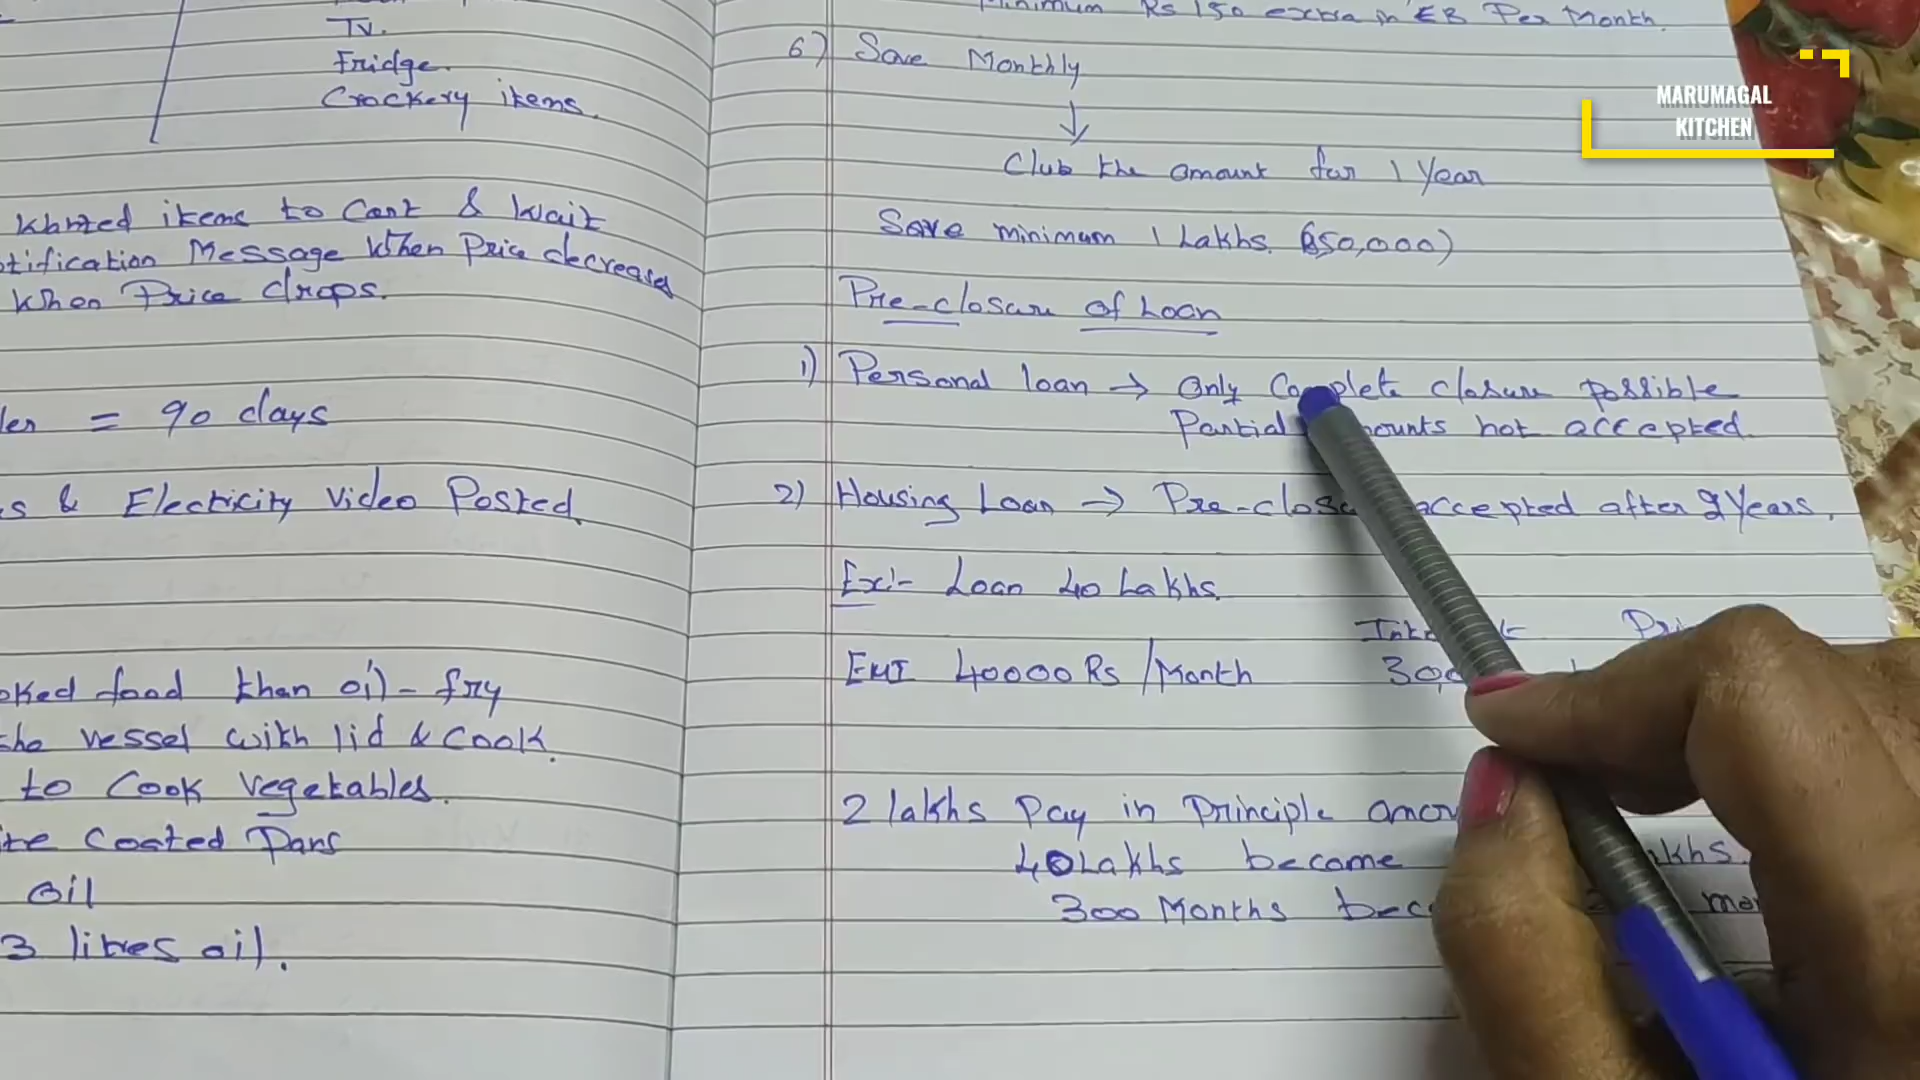 Tv.
Fridge.
Crockery items.
items to Cart & Wait
tification Message When Price decreases
When Price drops.
= 90 days
s & Electricity Video Posted.
oked food than oil - fry
the vessel with lid & cook.
to Cook vegetables.
Coated Pans
oil
3 litres oil.
Minimum Rs 150 extra in EB Per Month.
6) Save Monthly
↓
Club the amount for 1 Year
Save minimum 1 Lakhs. 50,000)
Pre-closure of Loan
1) Personal loan → Only Complete closure possible
Partial not accepted.
2) Housing Loan → Pre-closu accepted after 2 Years.
Ex:- Loan 40 Lakhs.
EMI 40000 Rs / Month
2 lakhs Pay in Principle
40 Lakhs become
300 Months
MARUMAGAL
KITCHEN